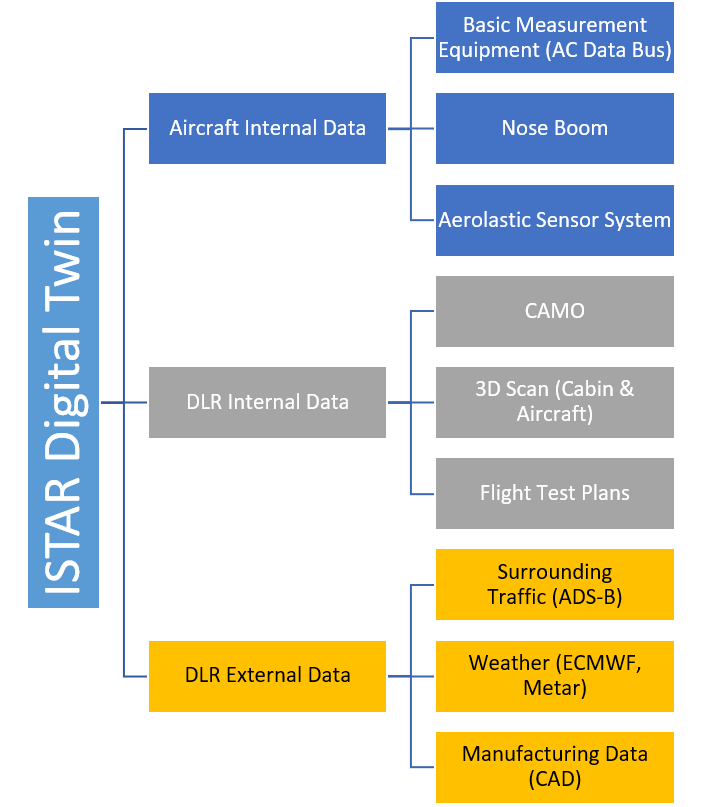 ISTAR Digital Twin
Aircraft Internal Data
Basic Measurement
Equipment (AC Data Bus)
Nose Boom
Aerolastic Sensor System
DLR Internal Data
CAMO
3D Scan (Cabin &
Aircraft)
Flight Test Plans
DLR External Data
Surrounding
Traffic (ADS-B)
Weather (ECMWF,
Metar)
Manufacturing Data
(CAD)